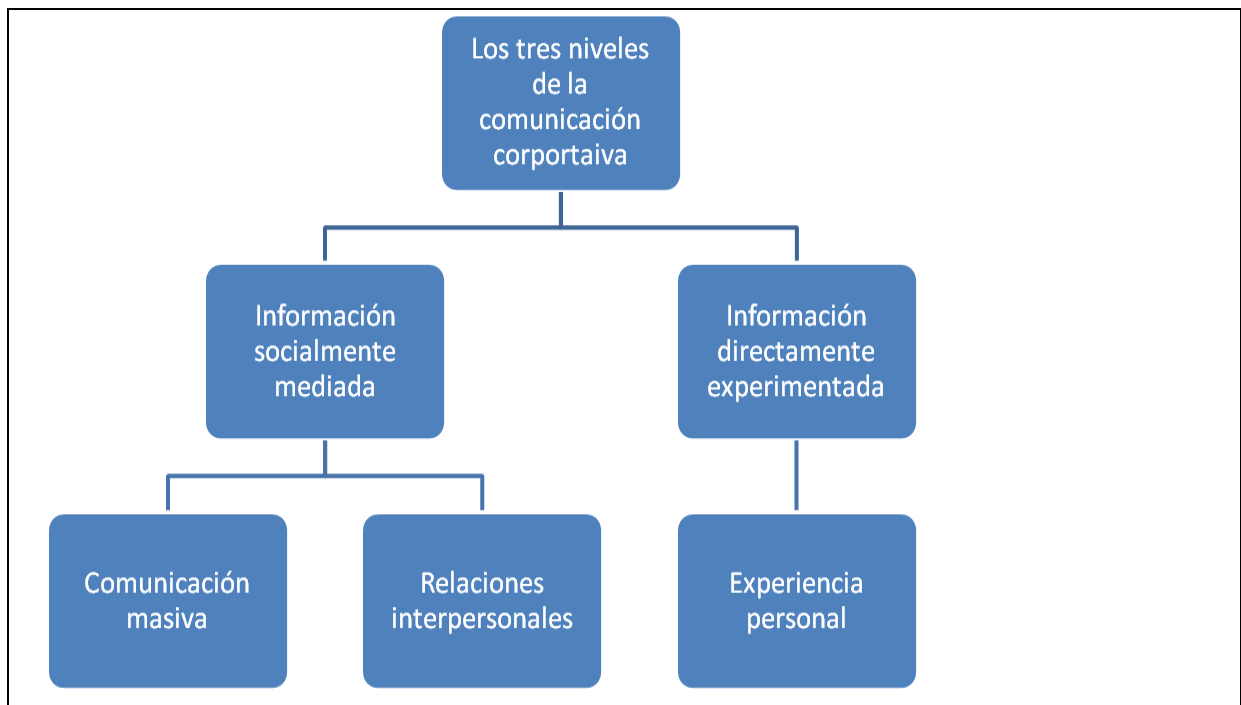 Los tres niveles
de la
comunicación
corportaiva
Información
socialmente
mediada
Información
directamente
experimentada
Comunicación
masiva
Relaciones
interpersonales
Experiencia
personal